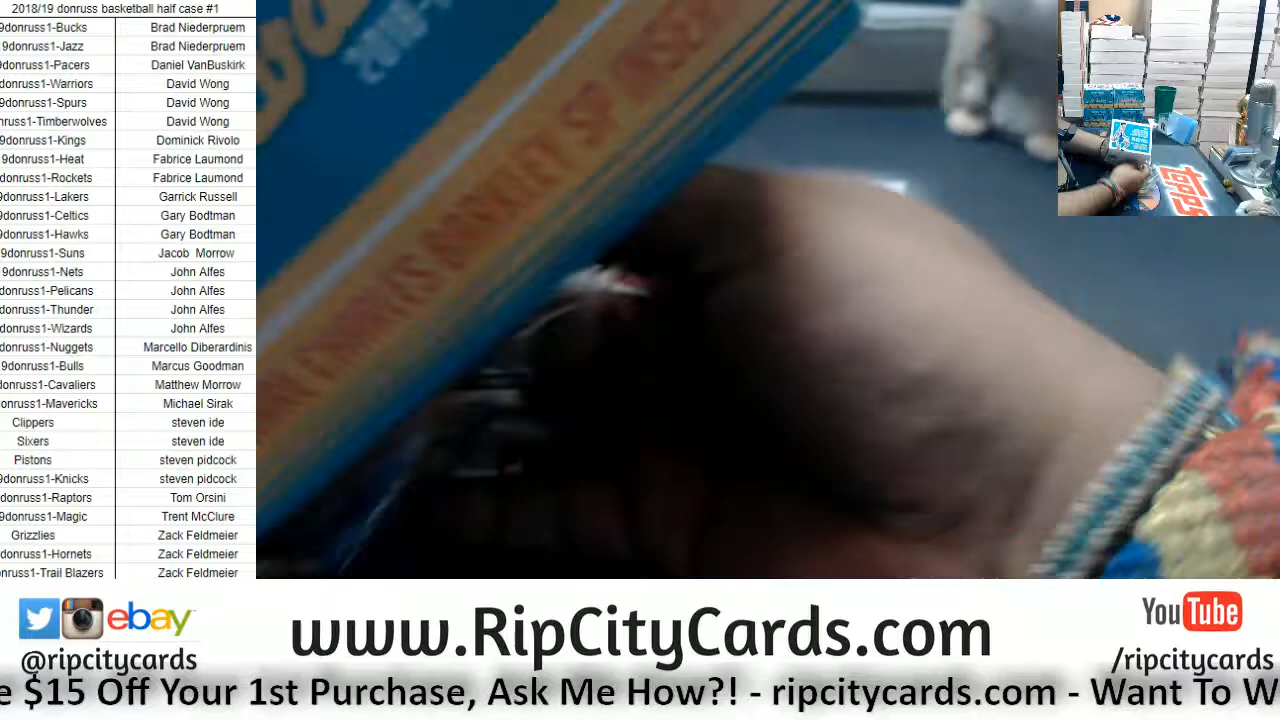 2018/19 donruss basketball half case #1
9donruss1-Bucks Brad Niederpruem
9donruss1-Jazz Brad Niederpruem
9donruss1-Pacers Daniel VanBuskirk
donruss1-Warriors David Wong
donruss1-Spurs David Wong
nruss1-Timberwolves David Wong
9donruss1-Kings Dominick Rivolo
9donruss1-Heat Fabrice Laumond
9donruss1-Rockets Fabrice Laumond
9donruss1-Lakers Garrick Russell
9donruss1-Celtics Gary Bodtman
9donruss1-Hawks Gary Bodtman
9donruss1-Suns Jacob Morrow
9donruss1-Nets John Alfes
donruss1-Pelicans John Alfes
donruss1-Thunder John Alfes
donruss1-Wizards John Alfes
donruss1-Nuggets Marcello Diberardinis
9donruss1-Bulls Marcus Goodman
donruss1-Cavaliers Matthew Morrow
onruss1-Mavericks Michael Sirak
Clippers steven ide
Sixers steven ide
Pistons steven pidcock
9donruss1-Knicks steven pidcock
donruss1-Raptors Tom Orsini
9donruss1-Magic Trent McClure
Grizzlies Zack Feldmeier
donruss1-Hornets Zack Feldmeier
nruss1-Trail Blazers Zack Feldmeier
topps
ebay
@ripcitycards
www.RipCityCards.com
YouTube
/ripcitycards
e $15 Off Your 1st Purchase, Ask Me How?! - ripcitycards.com - Want To W